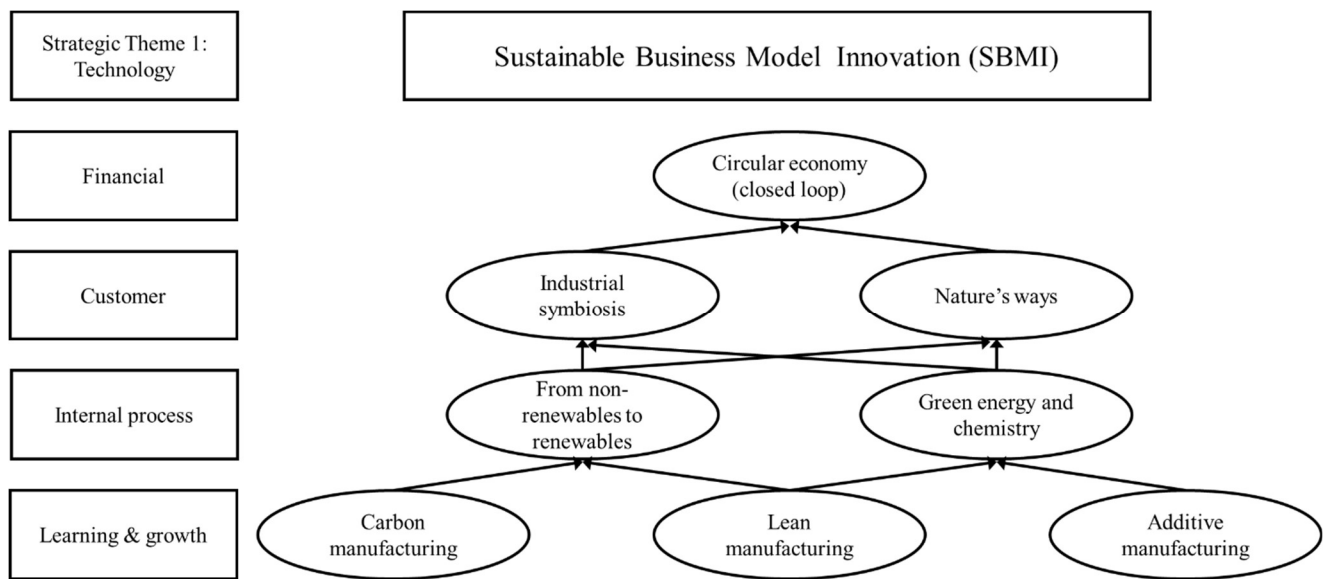 Strategic Theme 1:
Technology
Sustainable Business Model Innovation (SBMI)
Financial
Circular economy
(closed loop)
Customer
Industrial
symbiosis
Nature’s ways
Internal process
From non-
renewables to
renewables
Green energy and
chemistry
Learning & growth
Carbon
manufacturing
Lean
manufacturing
Additive
manufacturing